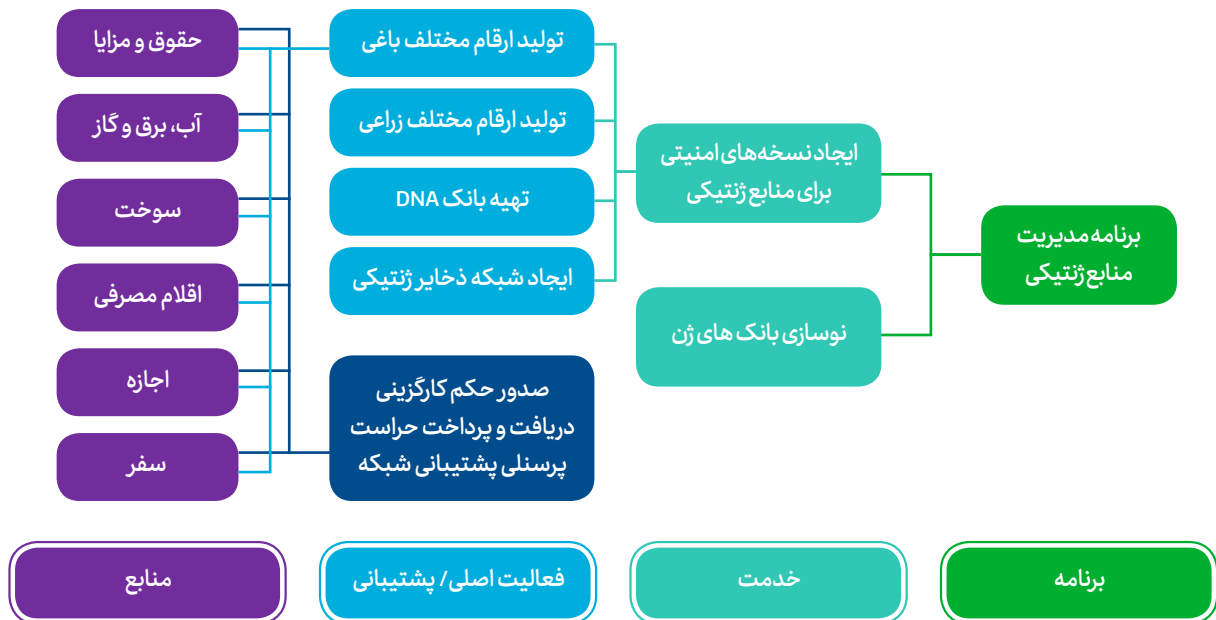 برنامه مدیریت
منابع ژنتیکی
ایجاد نسخه‌های امنیتی
برای منابع ژنتیکی
نوسازی بانک های ژن
تولید ارقام مختلف باغی
تولید ارقام مختلف زراعی
تهیه بانک DNA
ایجاد شبکه ذخایر ژنتیکی
صدور حکم کارگزینی
دریافت و پرداخت حراست
پرسنلی پشتیبانی شبکه
حقوق و مزایا
آب، برق و گاز
سوخت
اقلام مصرفی
اجازه
سفر
برنامه
خدمت
فعالیت اصلی/ پشتیبانی
منابع